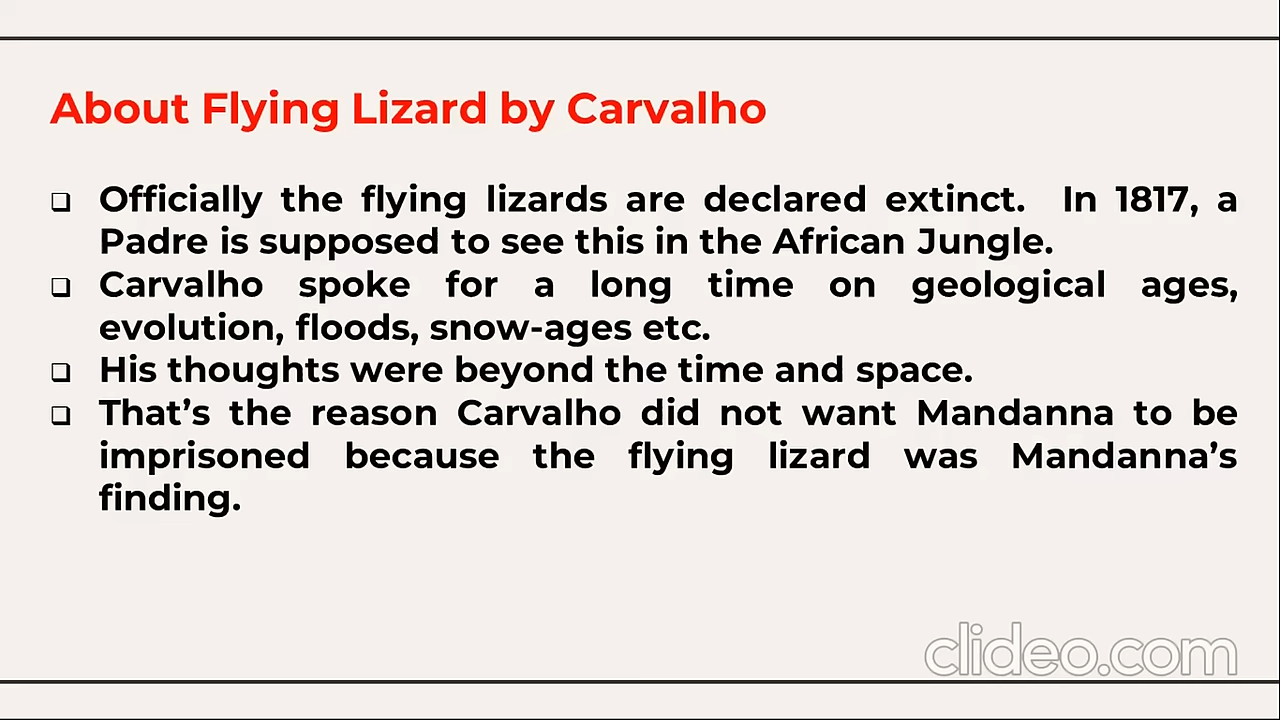 About Flying Lizard by Carvalho
❑ Officially the flying lizards are declared extinct. In 1817, a
Padre is supposed to see this in the African Jungle.
❑ Carvalho spoke for a long time on geological ages,
evolution, floods, snow-ages etc.
❑ His thoughts were beyond the time and space.
❑ That’s the reason Carvalho did not want Mandanna to be
imprisoned because the flying lizard was Mandanna’s
finding.
clideo.com